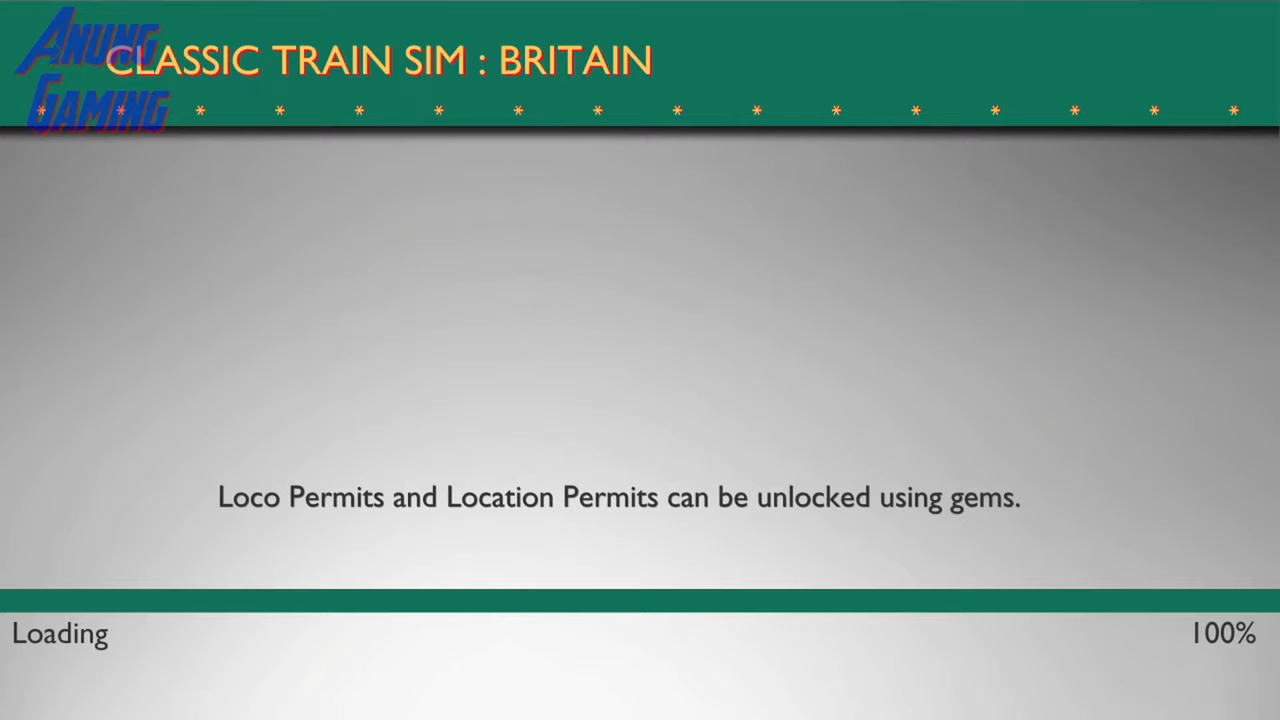 ANUNG
GAMING
CLASSIC TRAIN SIM : BRITAIN
* * * * * * * * * * * * * * * *
Loco Permits and Location Permits can be unlocked using gems.
Loading
100%